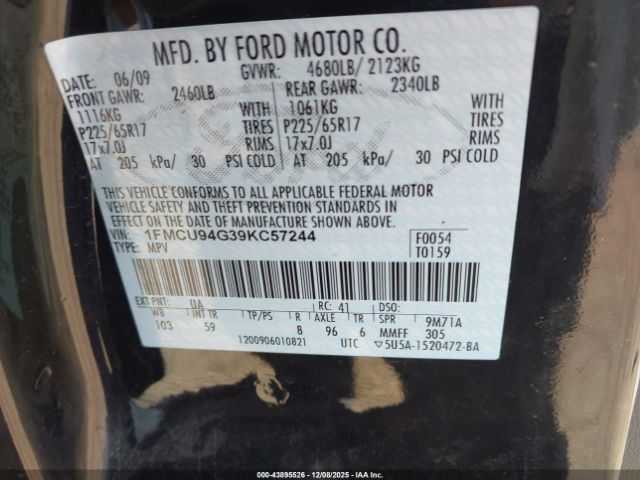 MFD. BY FORD MOTOR CO.
DATE: 06/09 GVWR: 4680LB/ 2123KG
FRONT GAWR: 2460LB REAR GAWR: 2340LB
1116KG WITH 1061KG WITH
P225/65R17 TIRES P225/65R17 TIRES
17x7.0J RIMS 17x7.0J RIMS
AT 205 kPa/ 30 PSI COLD AT 205 kPa/ 30 PSI COLD
THIS VEHICLE CONFORMS TO ALL APPLICABLE FEDERAL MOTOR
VEHICLE SAFETY AND THEFT PREVENTION STANDARDS IN
EFFECT ON THE DATE OF MANUFACTURE SHOWN ABOVE.
VIN: 1FMCU94G39KC57244 F0054
TYPE: MPV T0159
EXT PNT: UA RC: 41 DSO:
WB INT TR TP/PS R AXLE TR SPR 9M71A
103 59 8 96 6 MMFF 305
1200906010821 UTC ▽5U5A-1520472-BA
Ford
00-43895526 | 12/08/2025 | IAA, Inc.